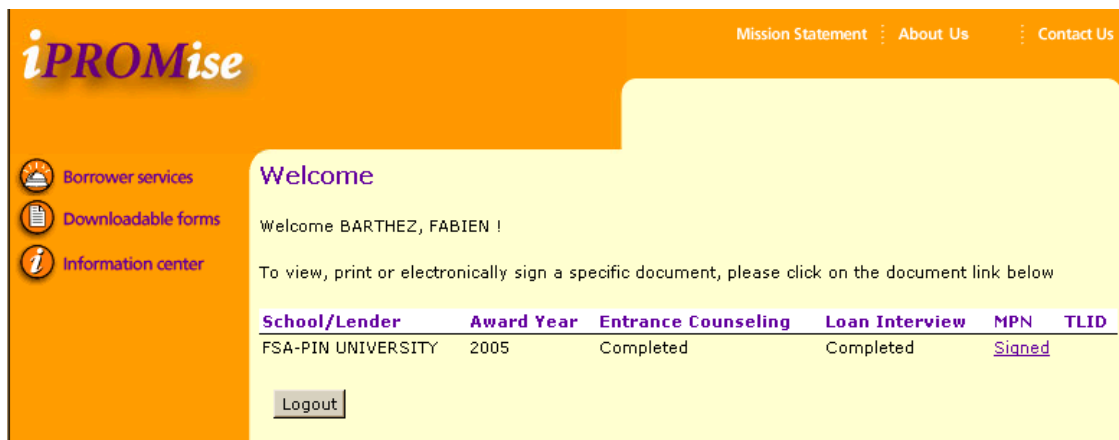 Mission Statement About Us Contact Us
iPROMise
Borrower services
Downloadable forms
Information center
Welcome
Welcome BARTHEZ, FABIEN !
To view, print or electronically sign a specific document, please click on the document link below
School/Lender Award Year Entrance Counseling Loan Interview MPN TLID
FSA-PIN UNIVERSITY 2005 Completed Completed Signed
Logout